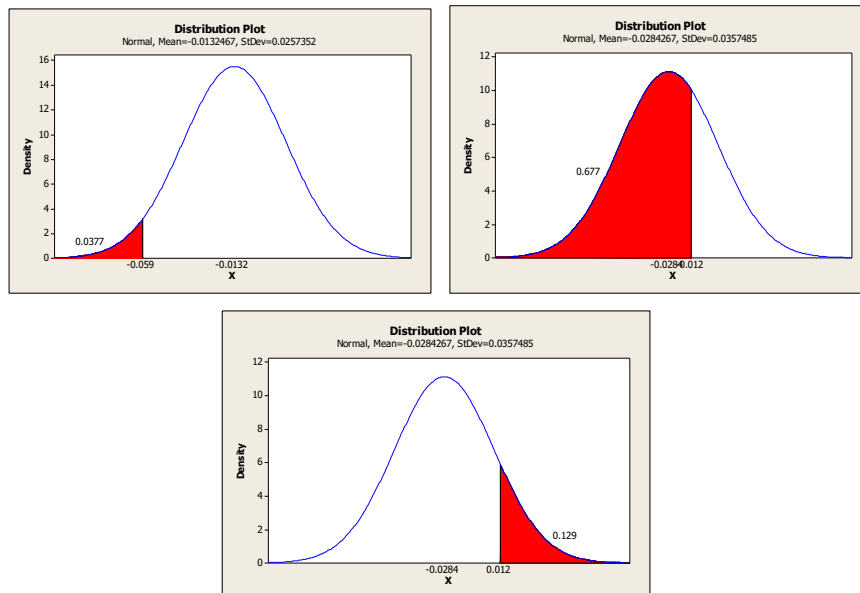 Distribution Plot
Normal, Mean=-0.0132467, StDev=0.0257352
16
14
12
10
8
6
4
2
0
Density
0.0377
-0.059
-0.0132
X
Distribution Plot
Normal, Mean=-0.0284267, StDev=0.0357485
12
10
8
6
4
2
0
Density
0.677
-0.0284
0.012
X
Distribution Plot
Normal, Mean=-0.0284267, StDev=0.0357485
12
10
8
6
4
2
0
Density
0.129
-0.0284
0.012
X